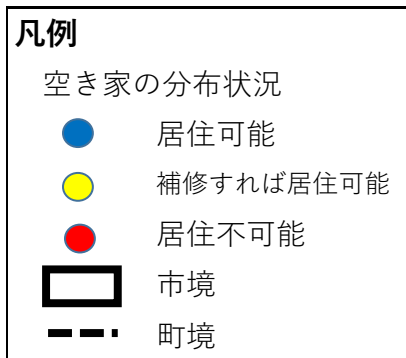 凡例
空き家の分布状況
居住可能
補修すれば居住可能
居住不可能
市境
町境